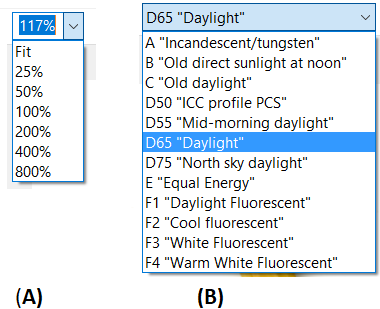 117%
Fit
25%
50%
100%
200%
400%
800%
(A)
D65 "Daylight"
A "Incandescent/tungsten"
B "Old direct sunlight at noon"
C "Old daylight"
D50 "ICC profile PCS"
D55 "Mid-morning daylight"
D65 "Daylight"
D75 "North sky daylight"
E "Equal Energy"
F1 "Daylight Fluorescent"
F2 "Cool fluorescent"
F3 "White Fluorescent"
F4 "Warm White Fluorescent"
(B)